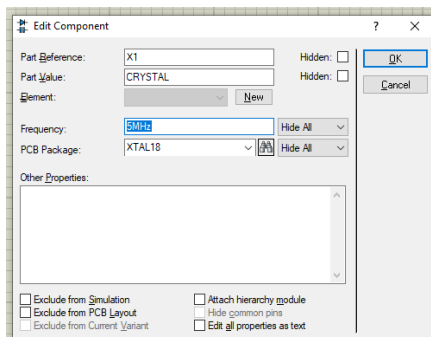 Edit Component ? ×
Part Reference: X1 Hidden: OK
Part Value: CRYSTAL Hidden:
Element: New Cancel
Frequency: 5MHz Hide All
PCB Package: XTAL18 Hide All
Other Properties:
Exclude from Simulation Attach hierarchy module
Exclude from PCB Layout Hide common pins
Exclude from Current Variant Edit all properties as text